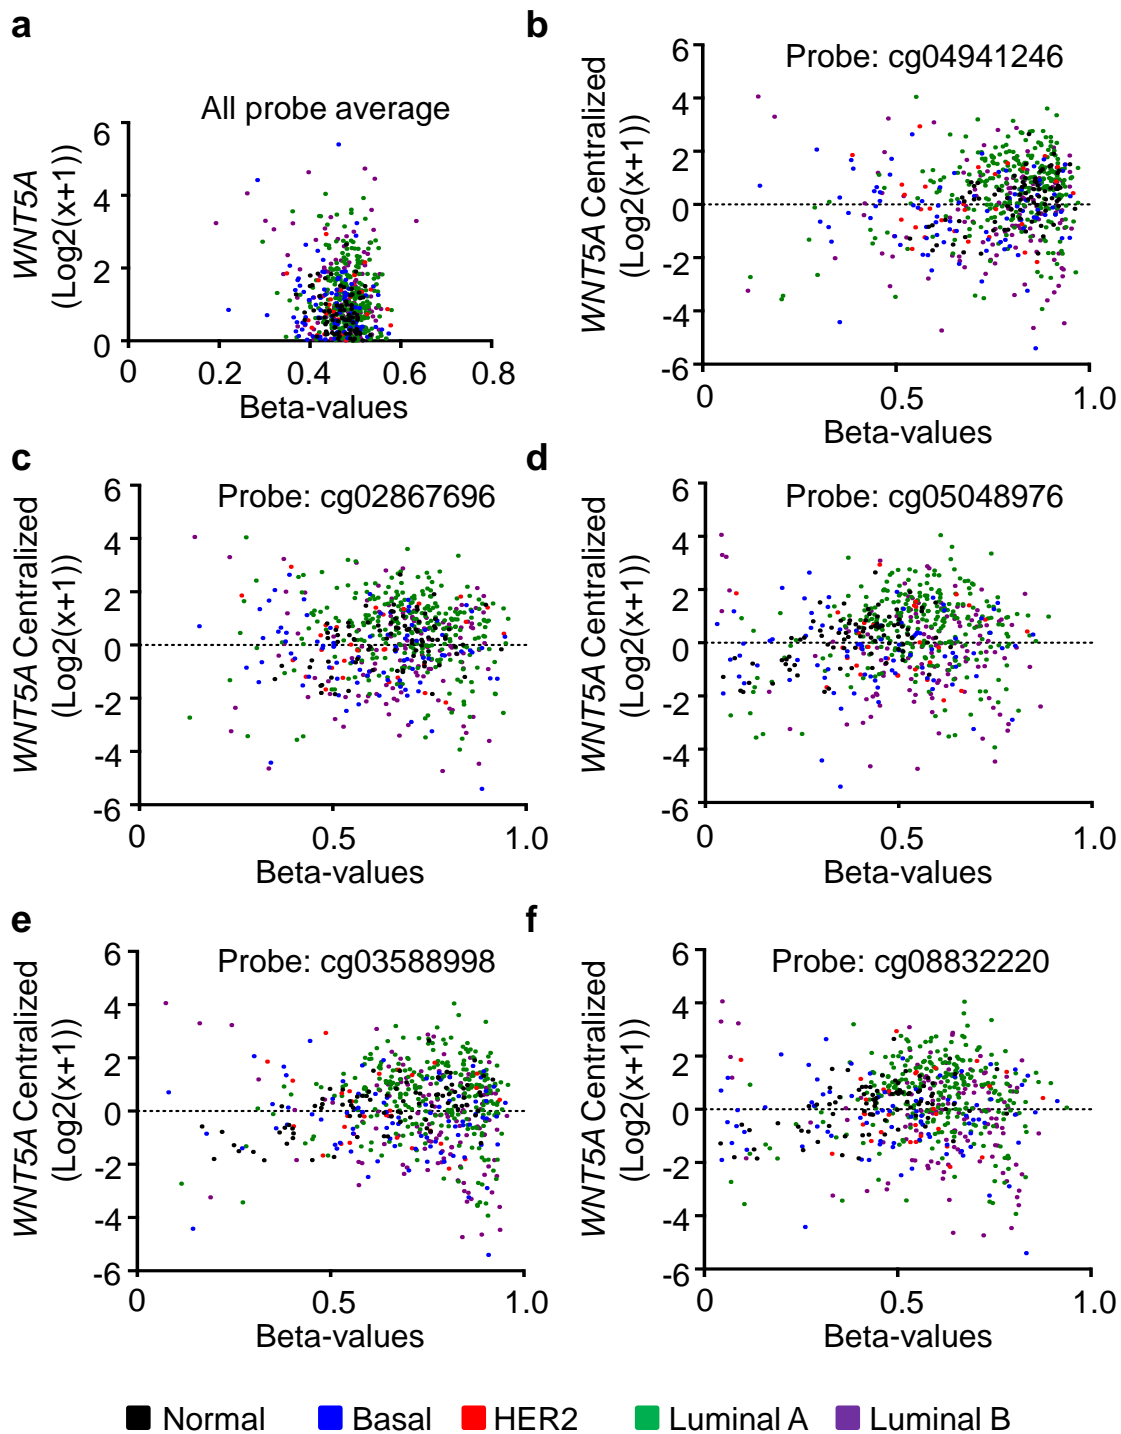 a
All probe average
WNT5A
(Log2(x+1))
6
4
2
0
0 0.2 0.4 0.6 0.8
Beta-values
b
Probe: cg04941246
WNT5A Centralized
(Log2(x+1))
6
4
2
0
-2
-4
-6
0 0.5 1.0
Beta-values
c
Probe: cg02867696
WNT5A Centralized
(Log2(x+1))
6
4
2
0
-2
-4
-6
0 0.5 1.0
Beta-values
d
Probe: cg05048976
WNT5A Centralized
(Log2(x+1))
6
4
2
0
-2
-4
-6
0 0.5 1.0
Beta-values
e
Probe: cg03588998
WNT5A Centralized
(Log2(x+1))
6
4
2
0
-2
-4
-6
0 0.5 1.0
Beta-values
f
Probe: cg08832220
WNT5A Centralized
(Log2(x+1))
6
4
2
0
-2
-4
-6
0 0.5 1.0
Beta-values
Normal Basal HER2 Luminal A Luminal B